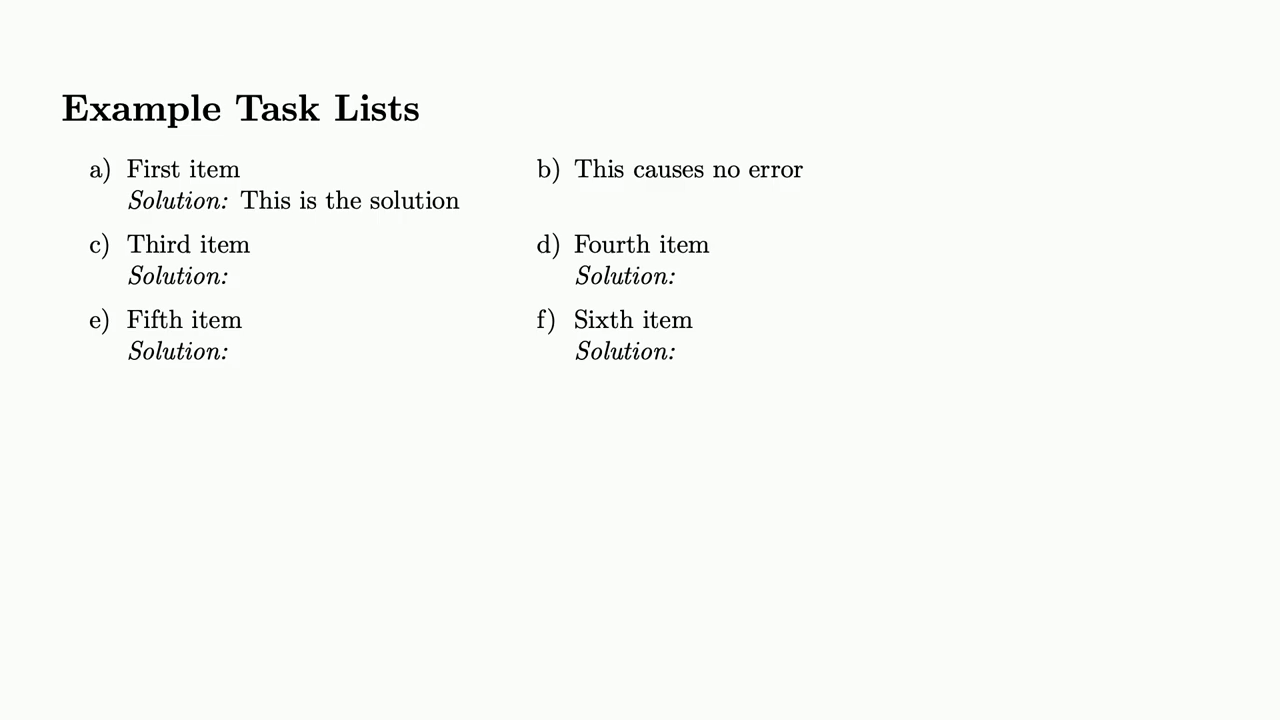 Example Task Lists
a) First item
Solution: This is the solution
b) This causes no error
c) Third item
Solution:
d) Fourth item
Solution:
e) Fifth item
Solution:
f) Sixth item
Solution: